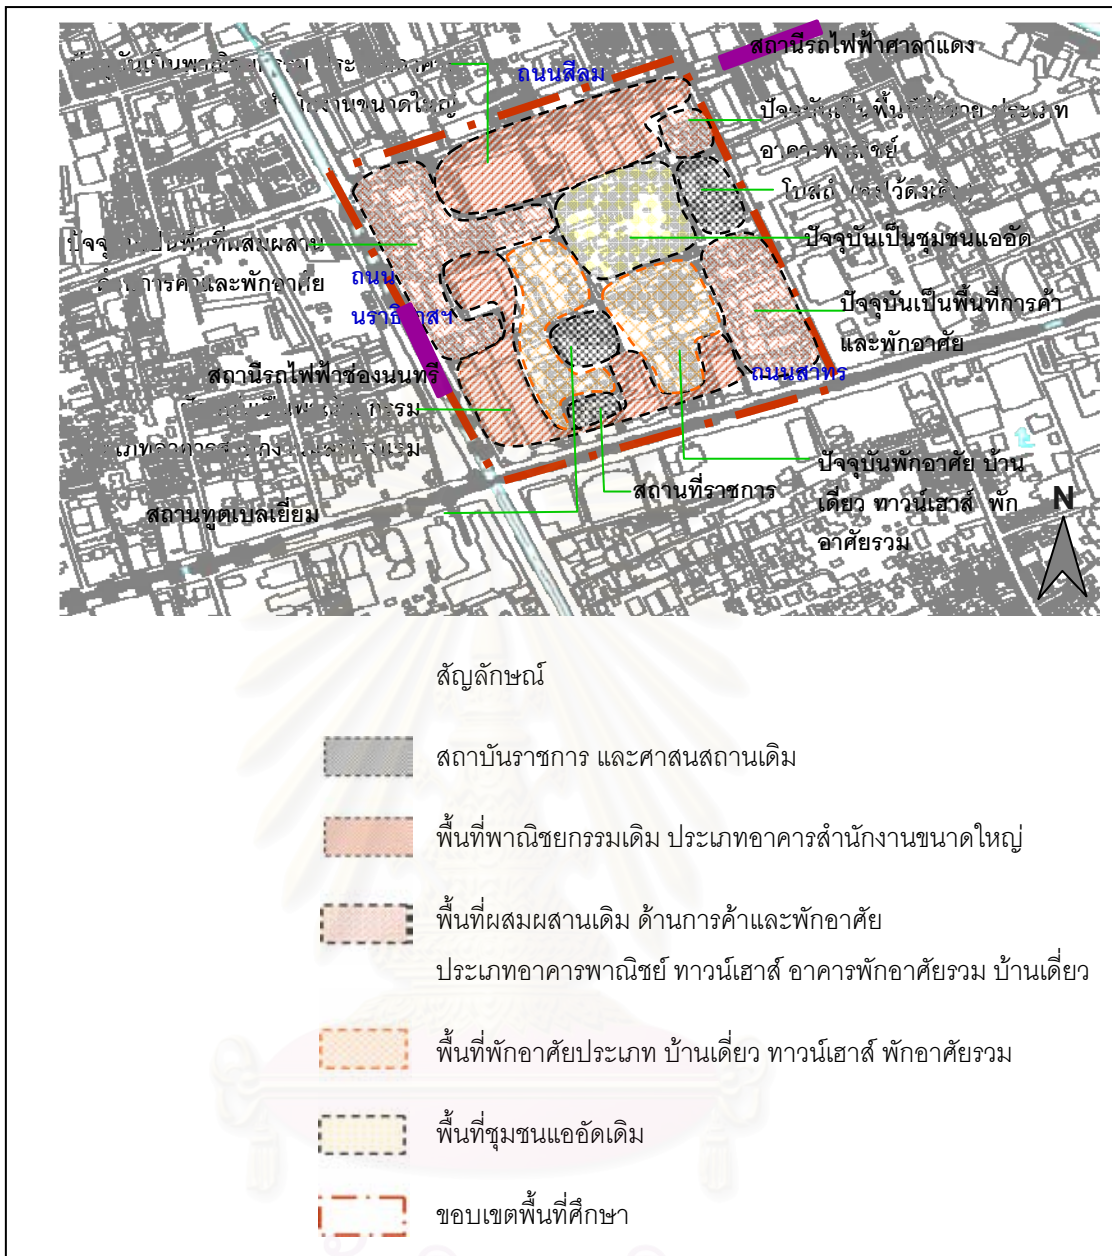 สถานีรถไฟฟ้าศาลาแดง
ถนนสีลม
ปัจจุบันเป็น
อาคารพาณิชย์
ปัจจุบันเป็นชุมชนแออัด
ถนน
ปัจจุบันเป็นพื้นที่การค้า
และพักอาศัย
สถานีรถไฟฟ้าช่องนนทรี
ถนนสาทร
ปัจจุบันพักอาศัย บ้าน
เดี่ยว ทาวน์เฮาส์ พัก
อาศัยรวม
สถานที่ราชการ
สถานทูตเบลเยี่ยม
N
สัญลักษณ์
สถาบันราชการ และศาสนสถานเดิม
พื้นที่พาณิชยกรรมเดิม ประเภทอาคารสำนักงานขนาดใหญ่
พื้นที่ผสมผสานเดิม ด้านการค้าและพักอาศัย
ประเภทอาคารพาณิชย์ ทาวน์เฮาส์ อาคารพักอาศัยรวม บ้านเดี่ยว
พื้นที่พักอาศัยประเภท บ้านเดี่ยว ทาวน์เฮาส์ พักอาศัยรวม
พื้นที่ชุมชนแออัดเดิม
ขอบเขตพื้นที่ศึกษา